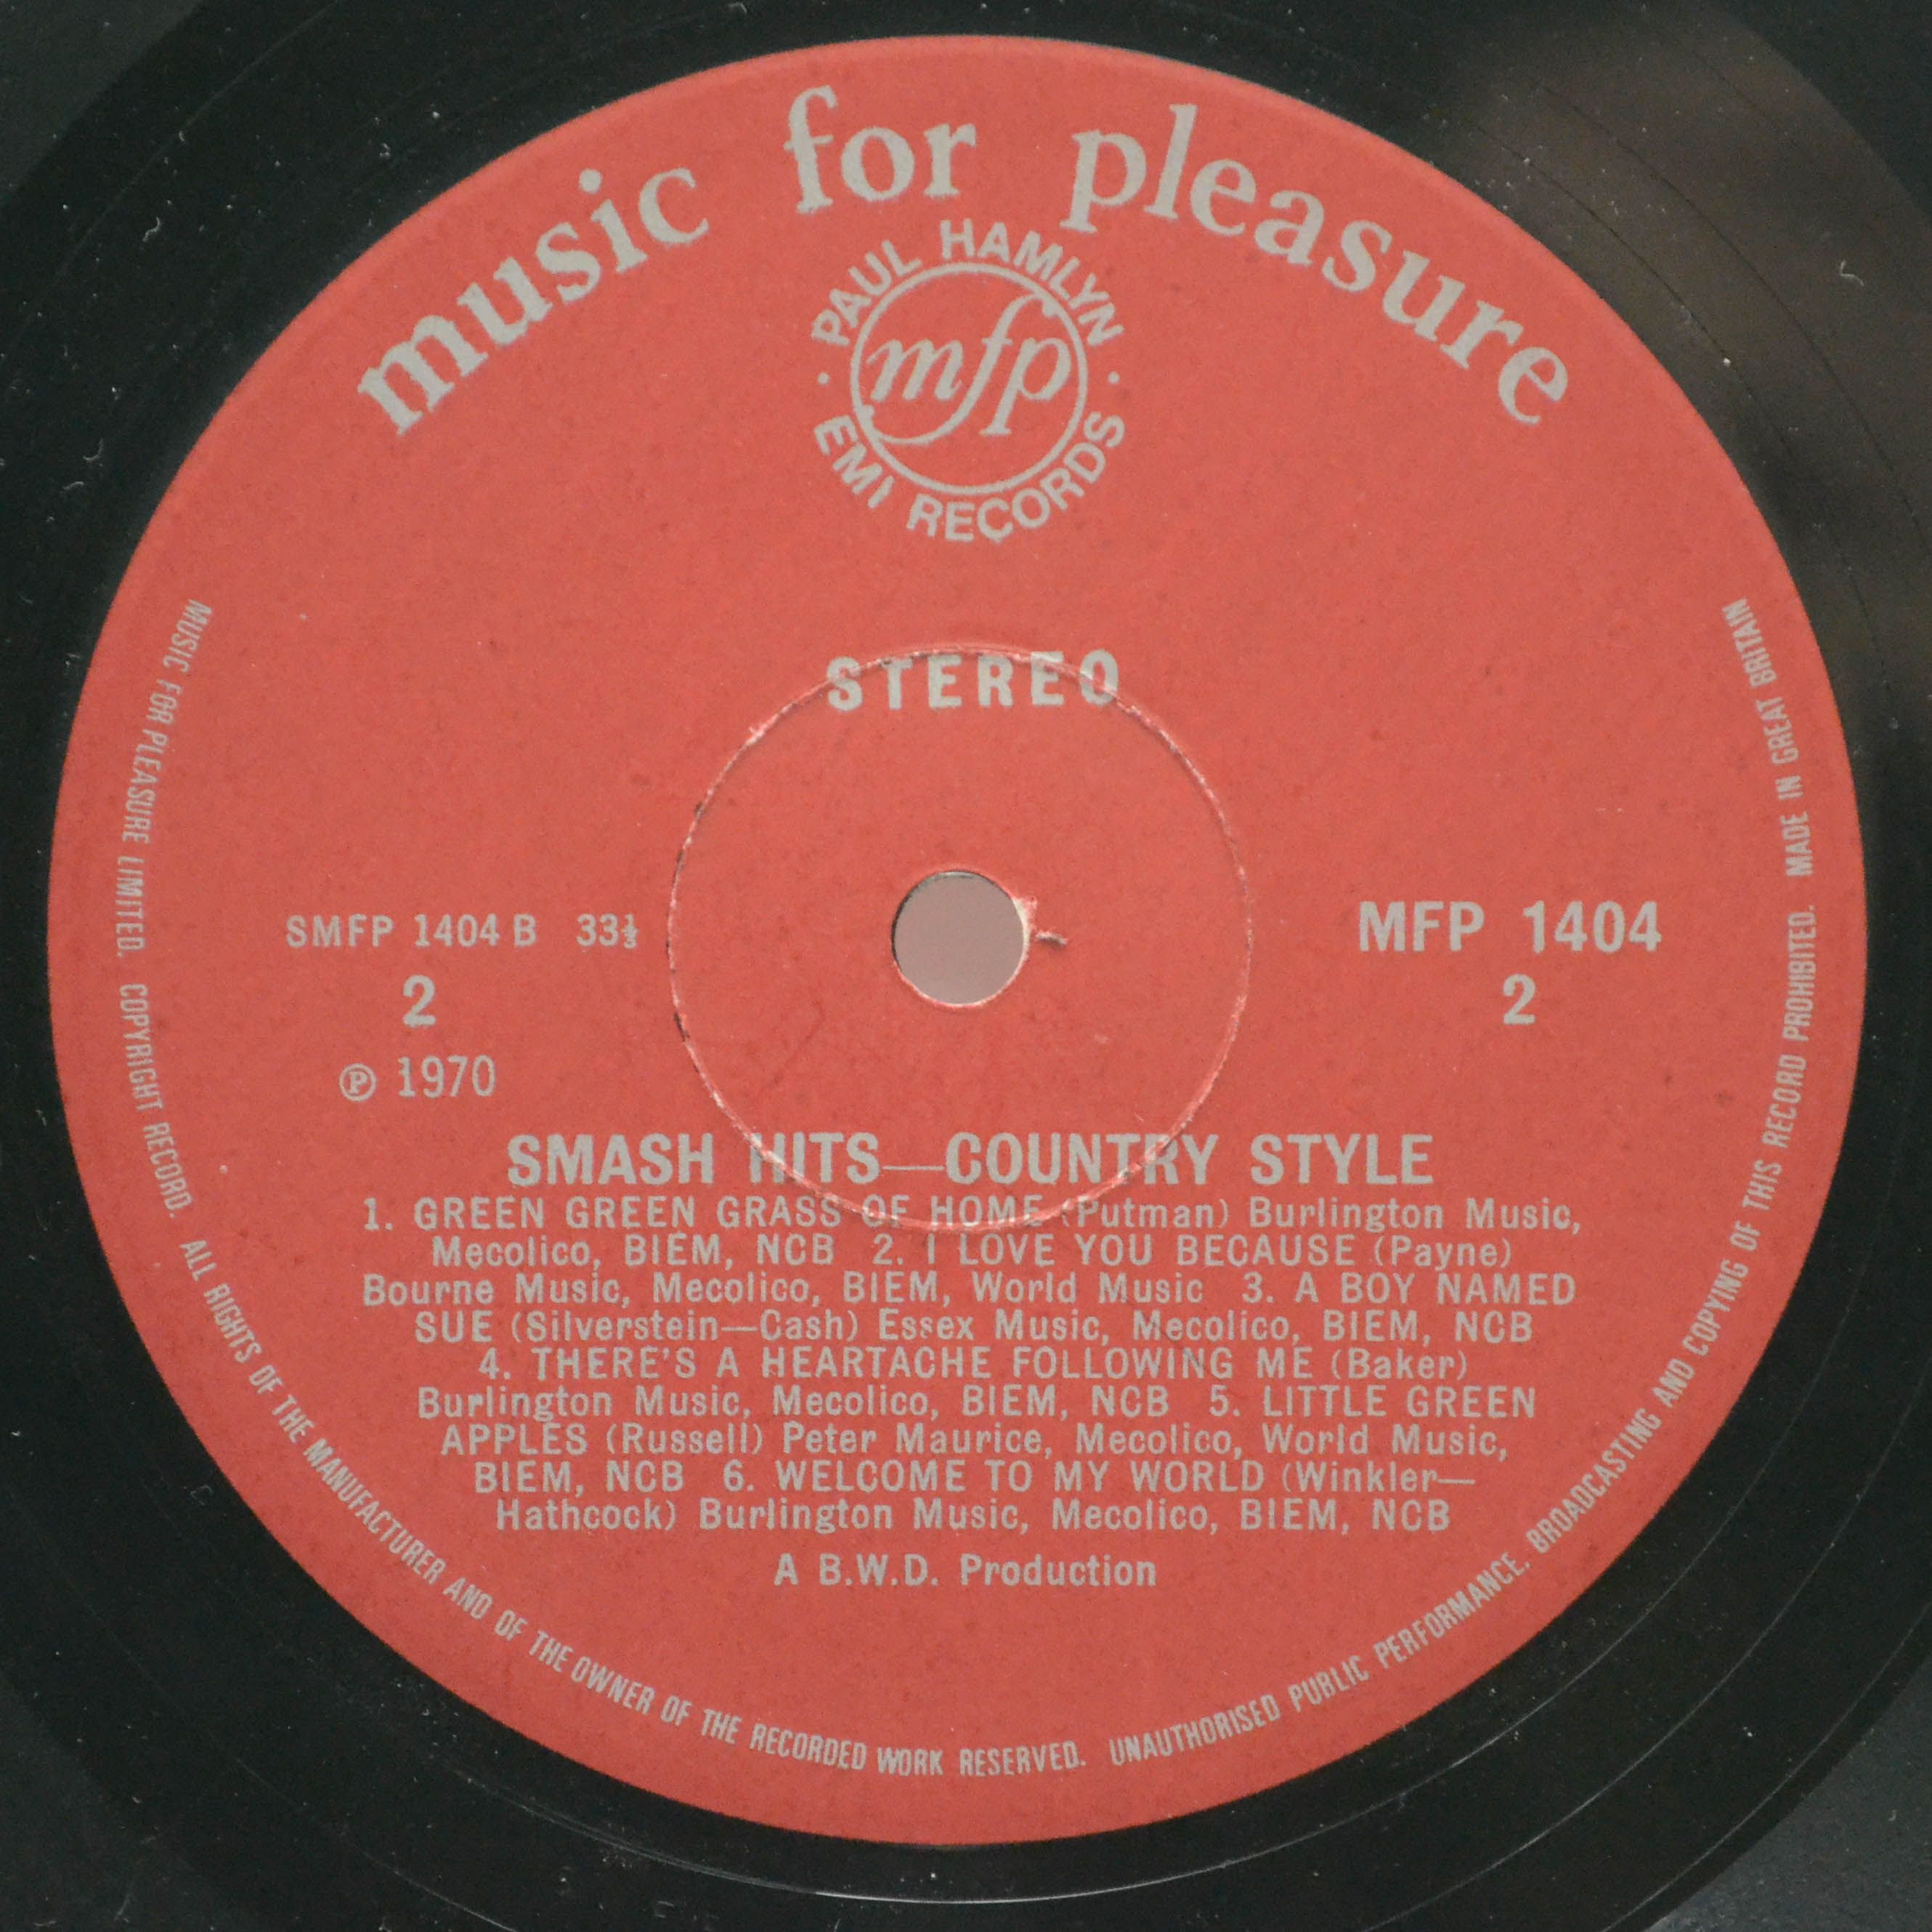 music for pleasure
PAUL HAMLYN
mfp
EMI RECORDS
STEREO
SMFP 1404 B 33⅓
2
℗ 1970
MFP 1404
2
SMASH HITS—COUNTRY STYLE
1. GREEN GREEN GRASS OF HOME (Putman) Burlington Music,
Mecolico, BIEM, NCB 2. I LOVE YOU BECAUSE (Payne)
Bourne Music, Mecolico, BIEM, World Music 3. A BOY NAMED
SUE (Silverstein—Cash) Essex Music, Mecolico, BIEM, NCB
4. THERE'S A HEARTACHE FOLLOWING ME (Baker)
Burlington Music, Mecolico, BIEM, NCB 5. LITTLE GREEN
APPLES (Russell) Peter Maurice, Mecolico, World Music,
BIEM, NCB 6. WELCOME TO MY WORLD (Winkler—
Hathcock) Burlington Music, Mecolico, BIEM, NCB
A B.W.D. Production
MUSIC FOR PLEASURE LIMITED. COPYRIGHT RECORD. ALL RIGHTS OF THE MANUFACTURER AND OF THE OWNER OF THE RECORDED WORK RESERVED. UNAUTHORISED PUBLIC PERFORMANCE, BROADCASTING AND COPYING OF THIS RECORD PROHIBITED. MADE IN GREAT BRITAIN